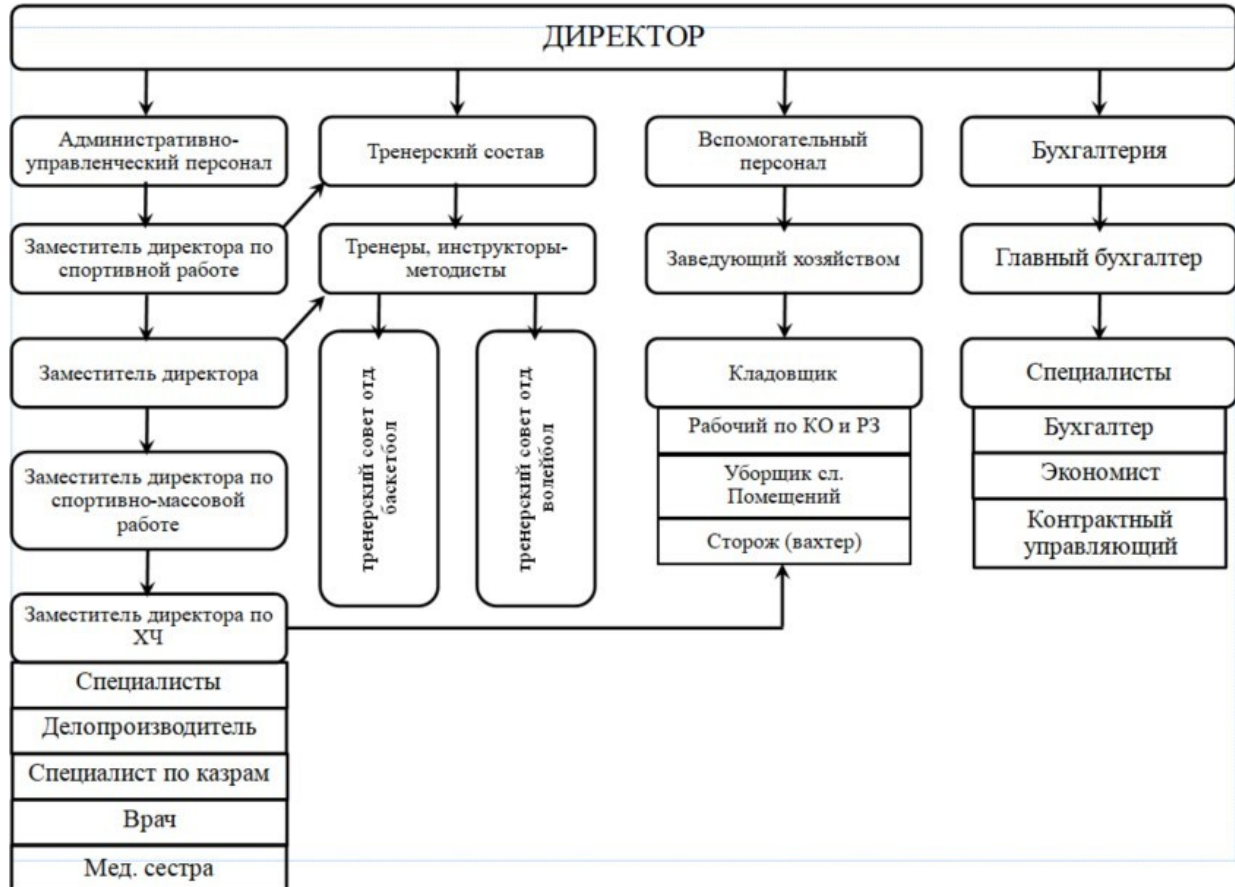 ДИРЕКТОР
Административно-
управленческий персонал
Тренерский состав
Вспомогательный
персонал
Бухгалтерия
Заместитель директора по
спортивной работе
Тренеры, инструкторы-
методисты
Заведующий хозяйством
Главный бухгалтер
Заместитель директора
тренерский совет отд
баскетбол
тренерский совет отд
волейбол
Кладовщик
Рабочий по КО и РЗ
Уборщик сл.
Помещений
Сторож (вахтер)
Специалисты
Бухгалтер
Экономист
Контрактный
управляющий
Заместитель директора по
спортивно-массовой
работе
Заместитель директора по
ХЧ
Специалисты
Делопроизводитель
Специалист по казрам
Врач
Мед. сестра